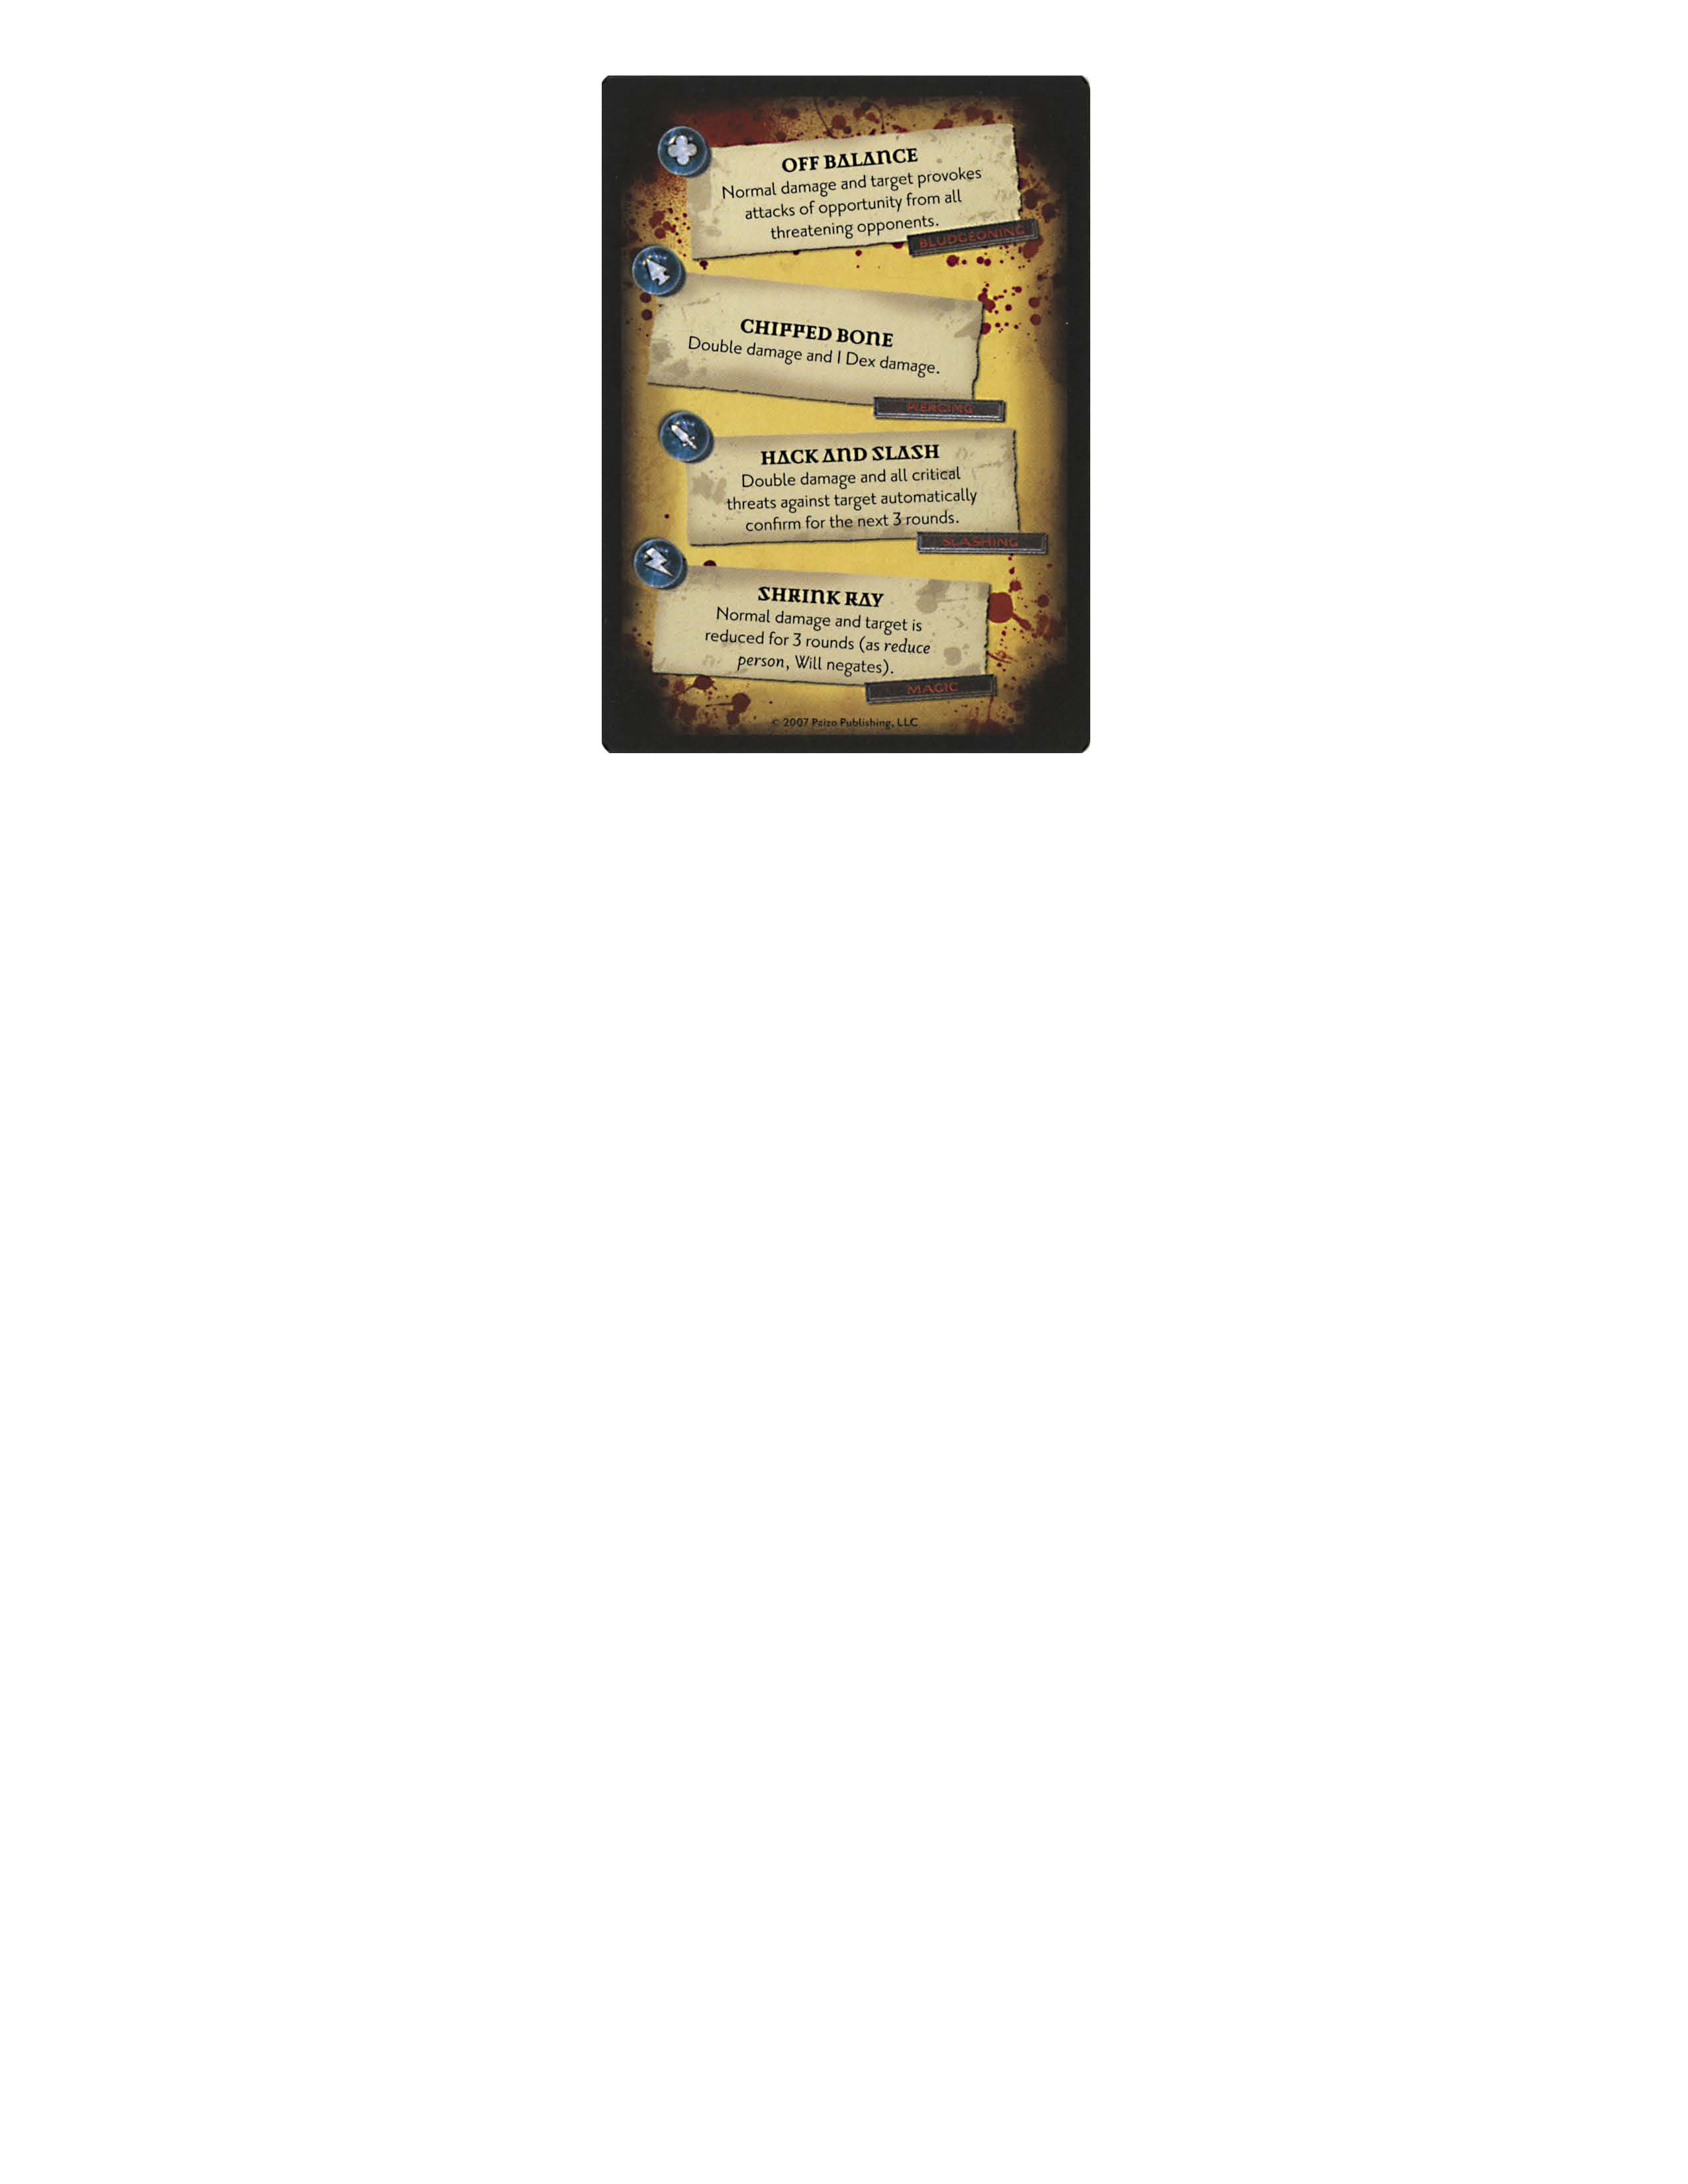 OFF BALANCE
Normal damage and target provokes
attacks of opportunity from all
threatening opponents.
BLUDGEONING
CHIPPED BONE
Double damage and 1 Dex damage.
PIERCING
HACK AND SLASH
Double damage and all critical
threats against target automatically
confirm for the next 3 rounds.
SLASHING
SHRINK RAY
Normal damage and target is
reduced for 3 rounds (as reduce
person, Will negates).
MAGIC
© 2007 Paizo Publishing, LLC